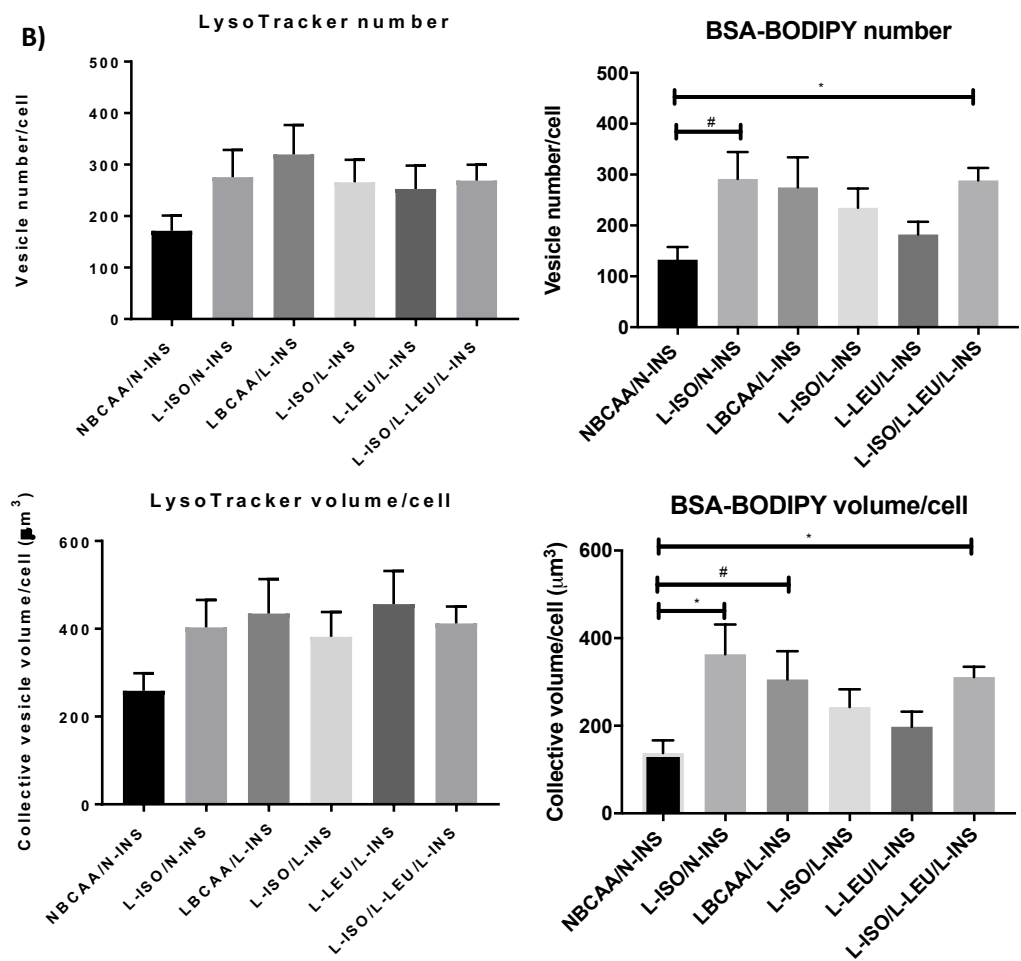 B)
LysoTracker number
Vesicle number/cell
500
400
300
200
100
0
NBCAA/N-INS
L-ISO/N-INS
LBCAA/L-INS
L-ISO/L-INS
L-LEU/L-INS
L-ISO/L-LEU/L-INS
BSA-BODIPY number
Vesicle number/cell
500
400
300
200
100
0
*
#
NBCAA/N-INS
L-ISO/N-INS
LBCAA/L-INS
L-ISO/L-INS
L-LEU/L-INS
L-ISO/L-LEU/L-INS
LysoTracker volume/cell
Collective vesicle volume/cell (μm³)
600
400
200
0
NBCAA/N-INS
L-ISO/N-INS
LBCAA/L-INS
L-ISO/L-INS
L-LEU/L-INS
L-ISO/L-LEU/L-INS
BSA-BODIPY volume/cell
Collective volume/cell (μm³)
600
400
200
0
*
#
*
NBCAA/N-INS
L-ISO/N-INS
LBCAA/L-INS
L-ISO/L-INS
L-LEU/L-INS
L-ISO/L-LEU/L-INS